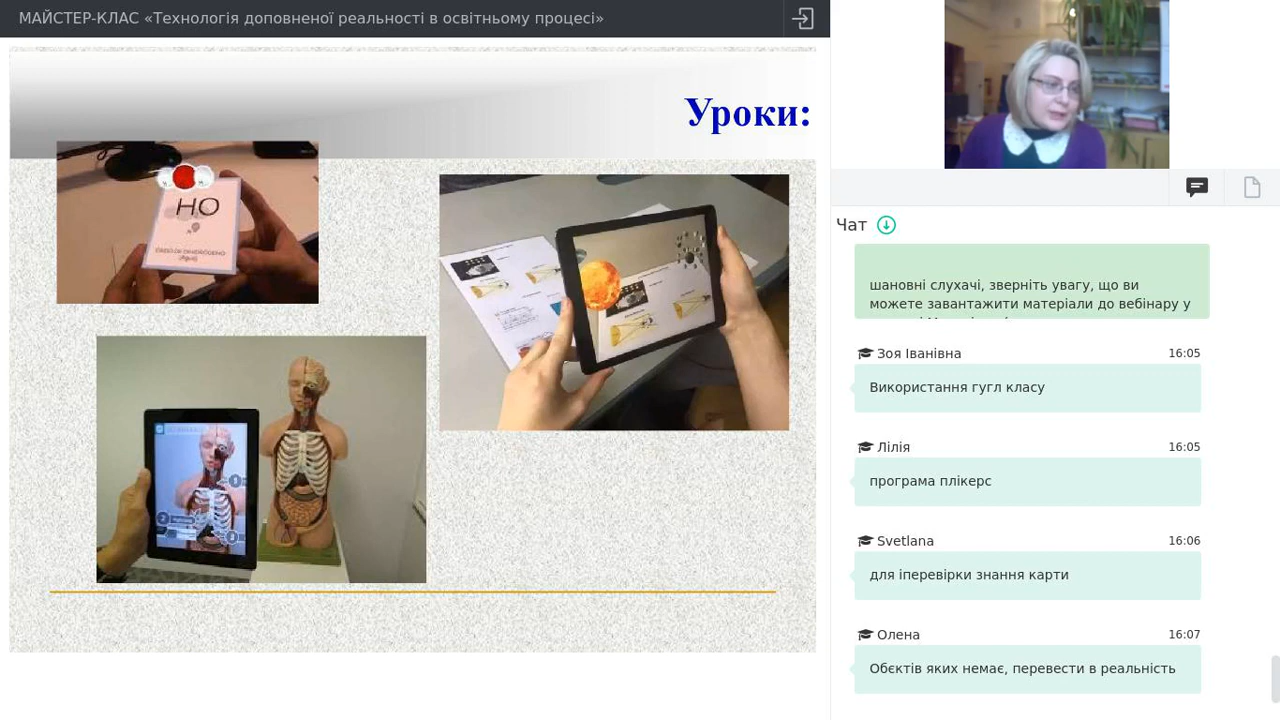 МАЙСТЕР-КЛАС «Технологія доповненої реальності в освітньому процесі»
Уроки:
HO
Чат
шановні слухачі, зверніть увагу, що ви
можете завантажити матеріали до вебінару у
Зоя Іванівна 16:05
Використання гугл класу
Лілія 16:05
програма плікерс
Svetlana 16:06
для іперевірки знання карти
Олена 16:07
Обєктів яких немає, перевести в реальність